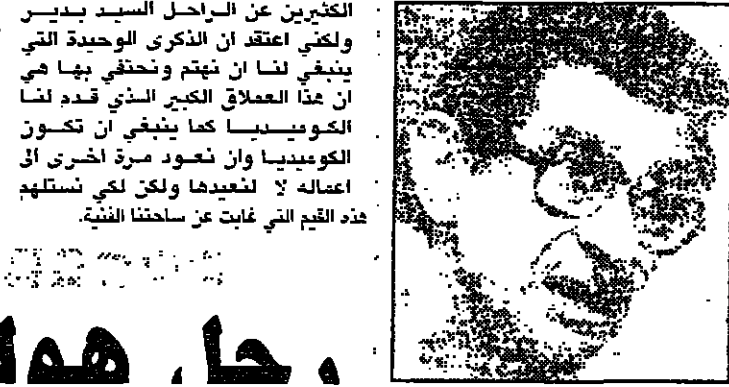 الكثيرين عن الراحل السيد بدير
ولكني اعتقد ان الذكرى الوحيدة التي
ينبغي لنا ان نهتم ونحتفي بها هي
ان هذا العملاق الكبير الذي قدم لنا
الكوميديا كما ينبغي ان تكون
الكوميديا وان نعود مرة اخرى الى
اعماله لا لنعيدها ولكن لكي نستلهم
هذه القيم التي غابت عن ساحتنا الفنية.
رحل